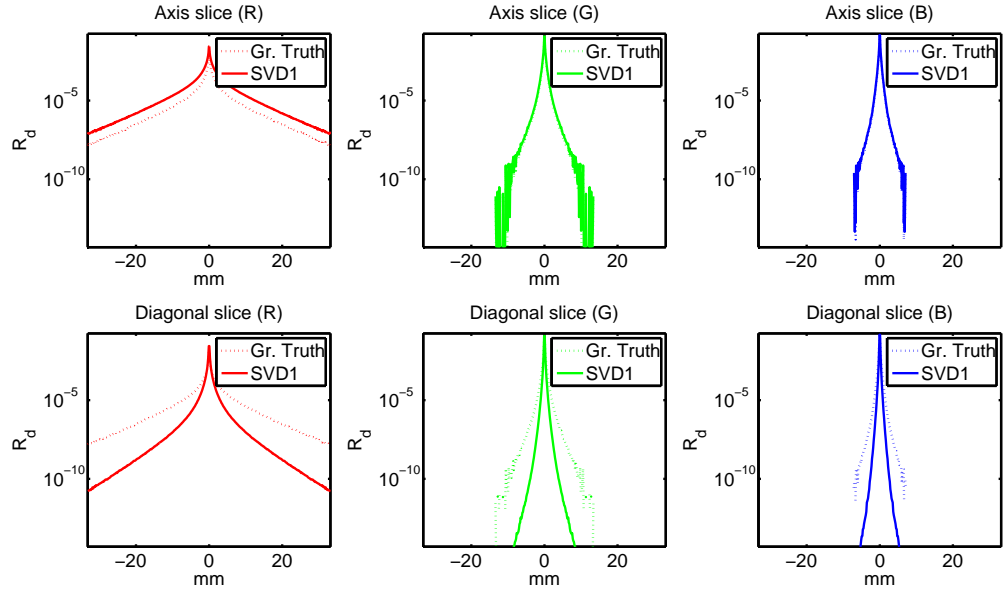 Axis slice (R)
Gr. Truth
SVD1
R_d
10^-5
10^-10
−20 0 20
mm
Axis slice (G)
Gr. Truth
SVD1
R_d
10^-5
10^-10
−20 0 20
mm
Axis slice (B)
Gr. Truth
SVD1
R_d
10^-5
10^-10
−20 0 20
mm
Diagonal slice (R)
Gr. Truth
SVD1
R_d
10^-5
10^-10
−20 0 20
mm
Diagonal slice (G)
Gr. Truth
SVD1
R_d
10^-5
10^-10
−20 0 20
mm
Diagonal slice (B)
Gr. Truth
SVD1
R_d
10^-5
10^-10
−20 0 20
mm